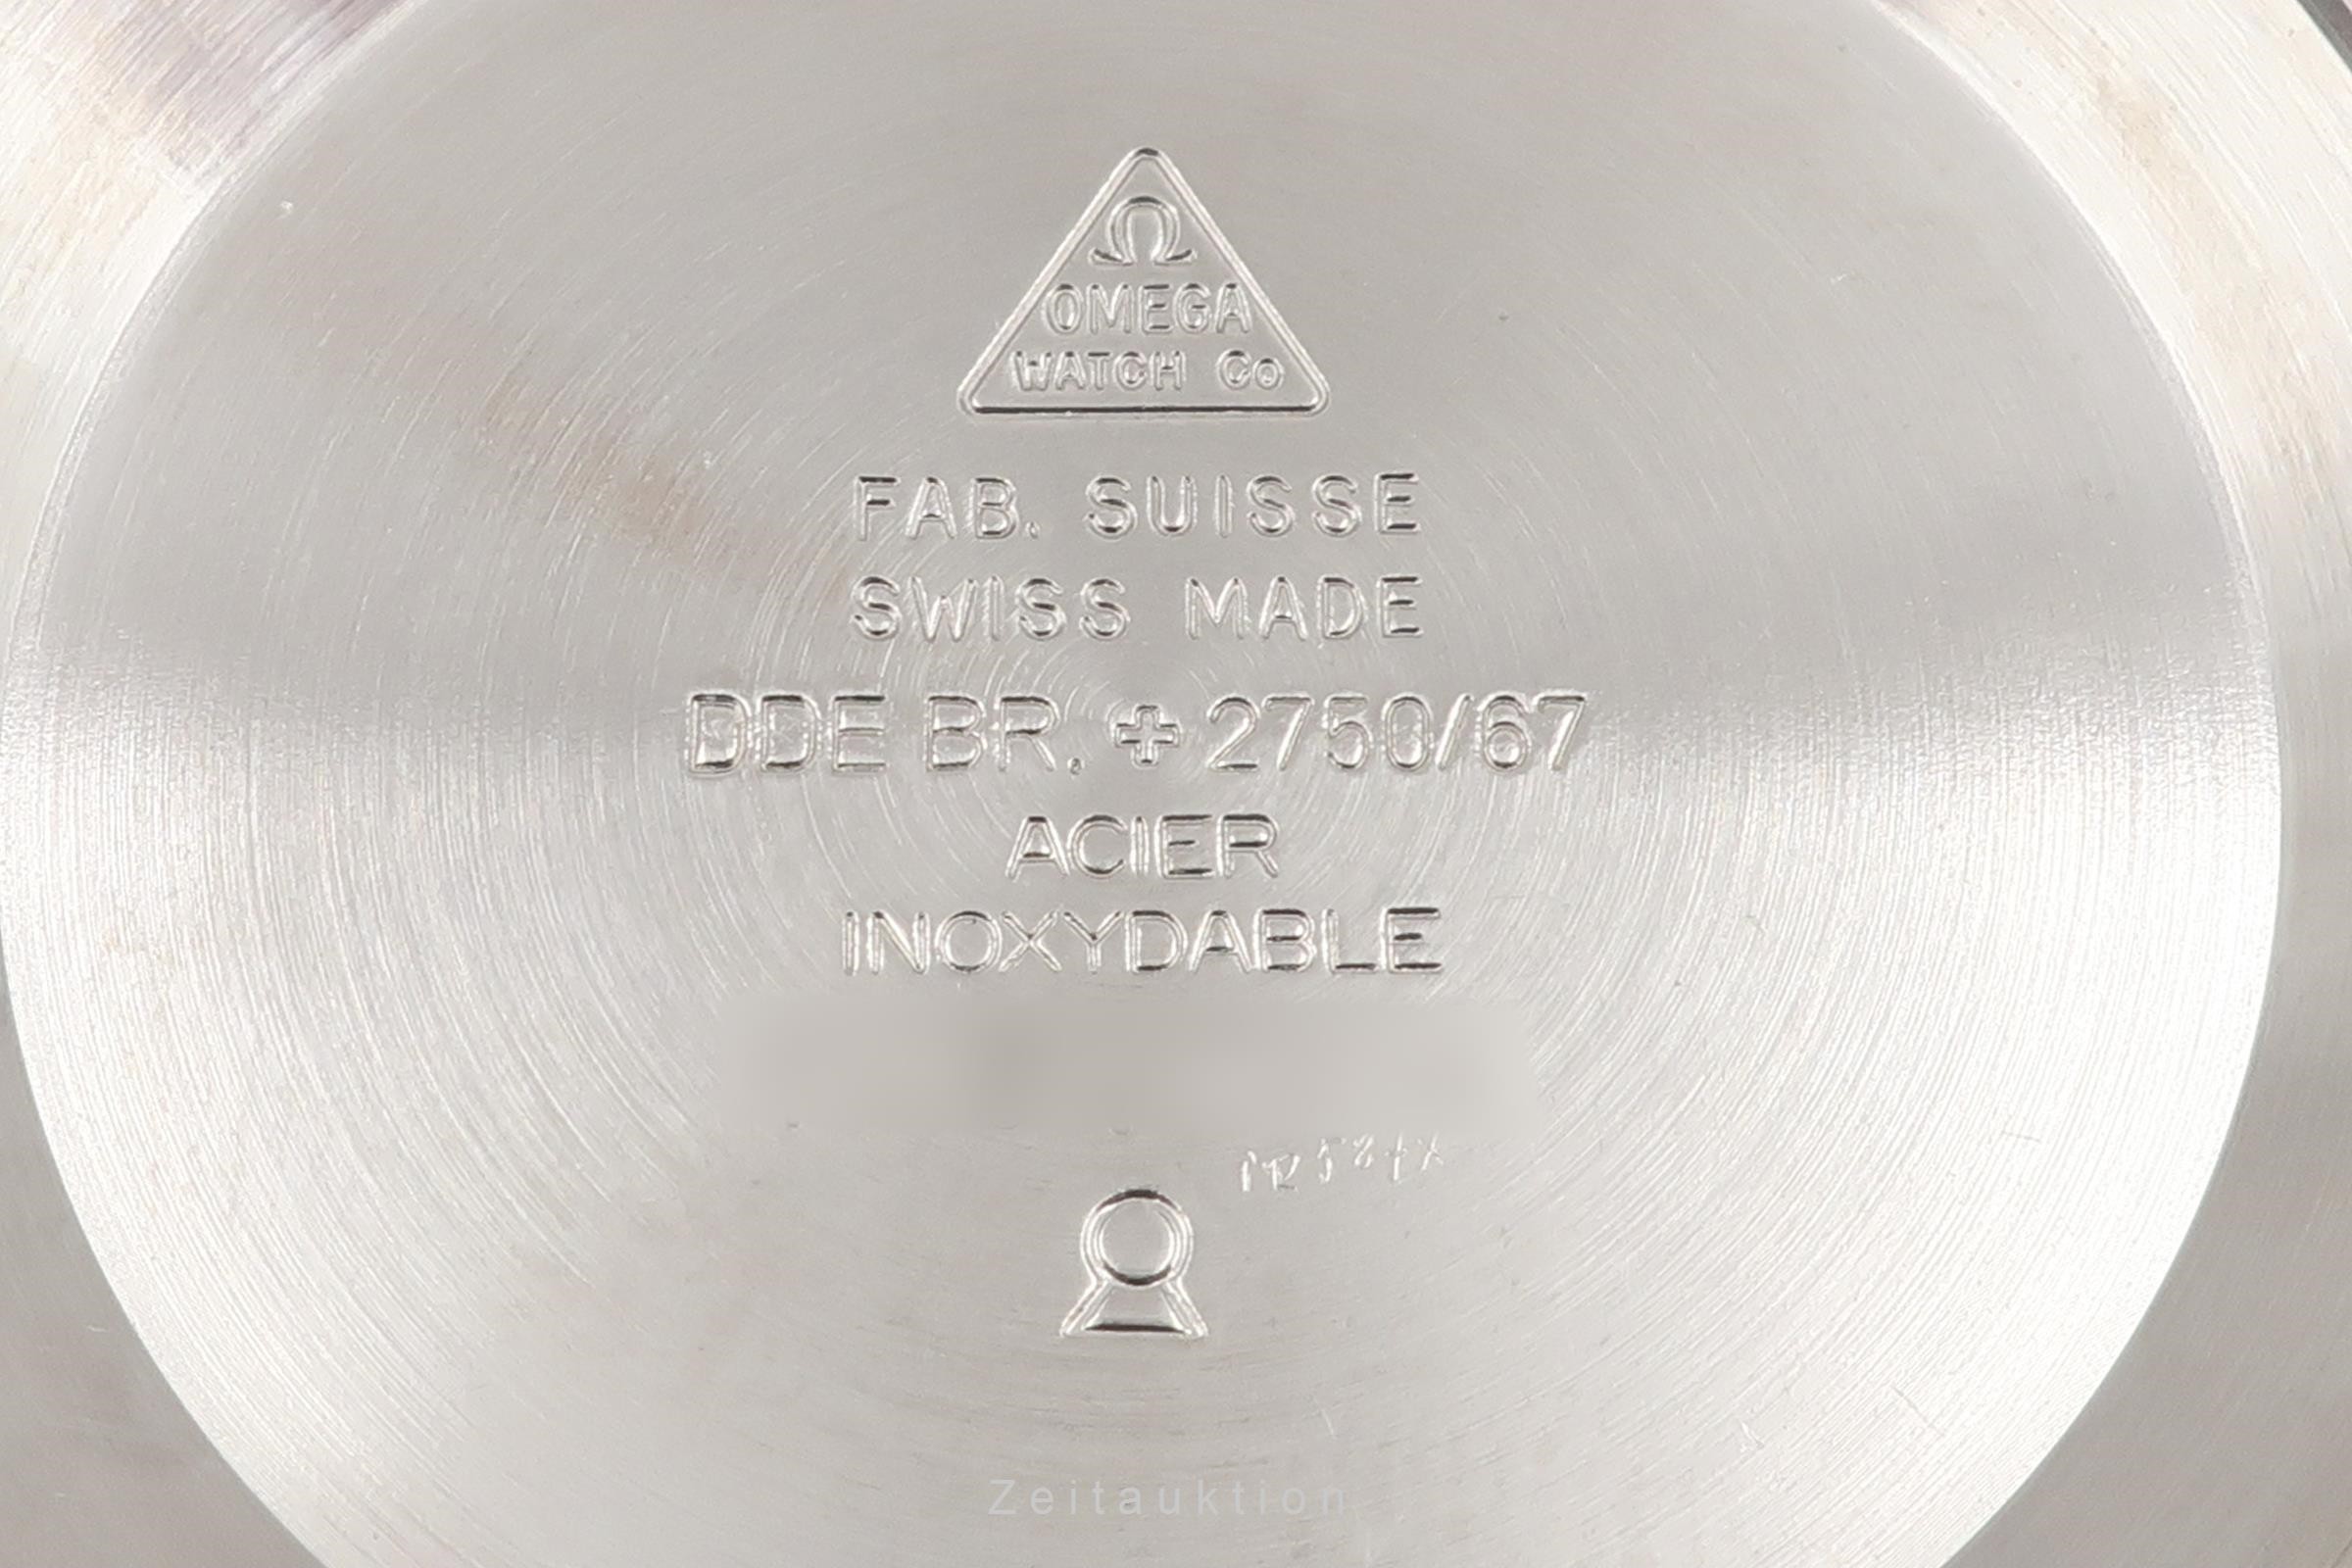 Ω
OMEGA
WATCH Co
FAB. SUISSE
SWISS MADE
DDE BR. + 2750/67
ACIER
INOXYDABLE
Zeitauktion